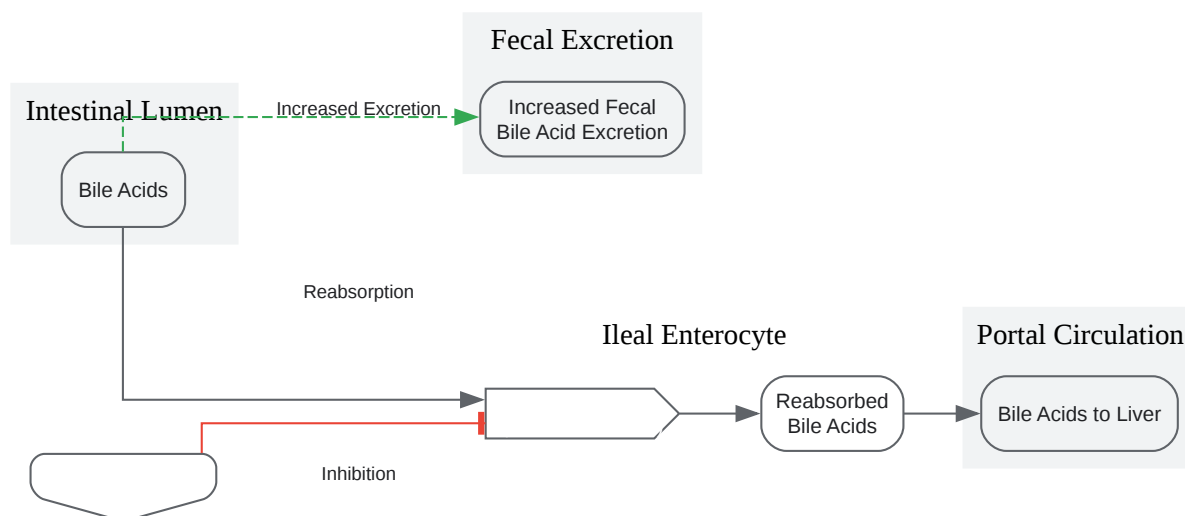 Fecal Excretion
Intestinal Lumen
Increased Excretion
Increased Fecal
Bile Acid Excretion
Bile Acids
Reabsorption
Ileal Enterocyte
Portal Circulation
Reabsorbed
Bile Acids
Bile Acids to Liver
Inhibition